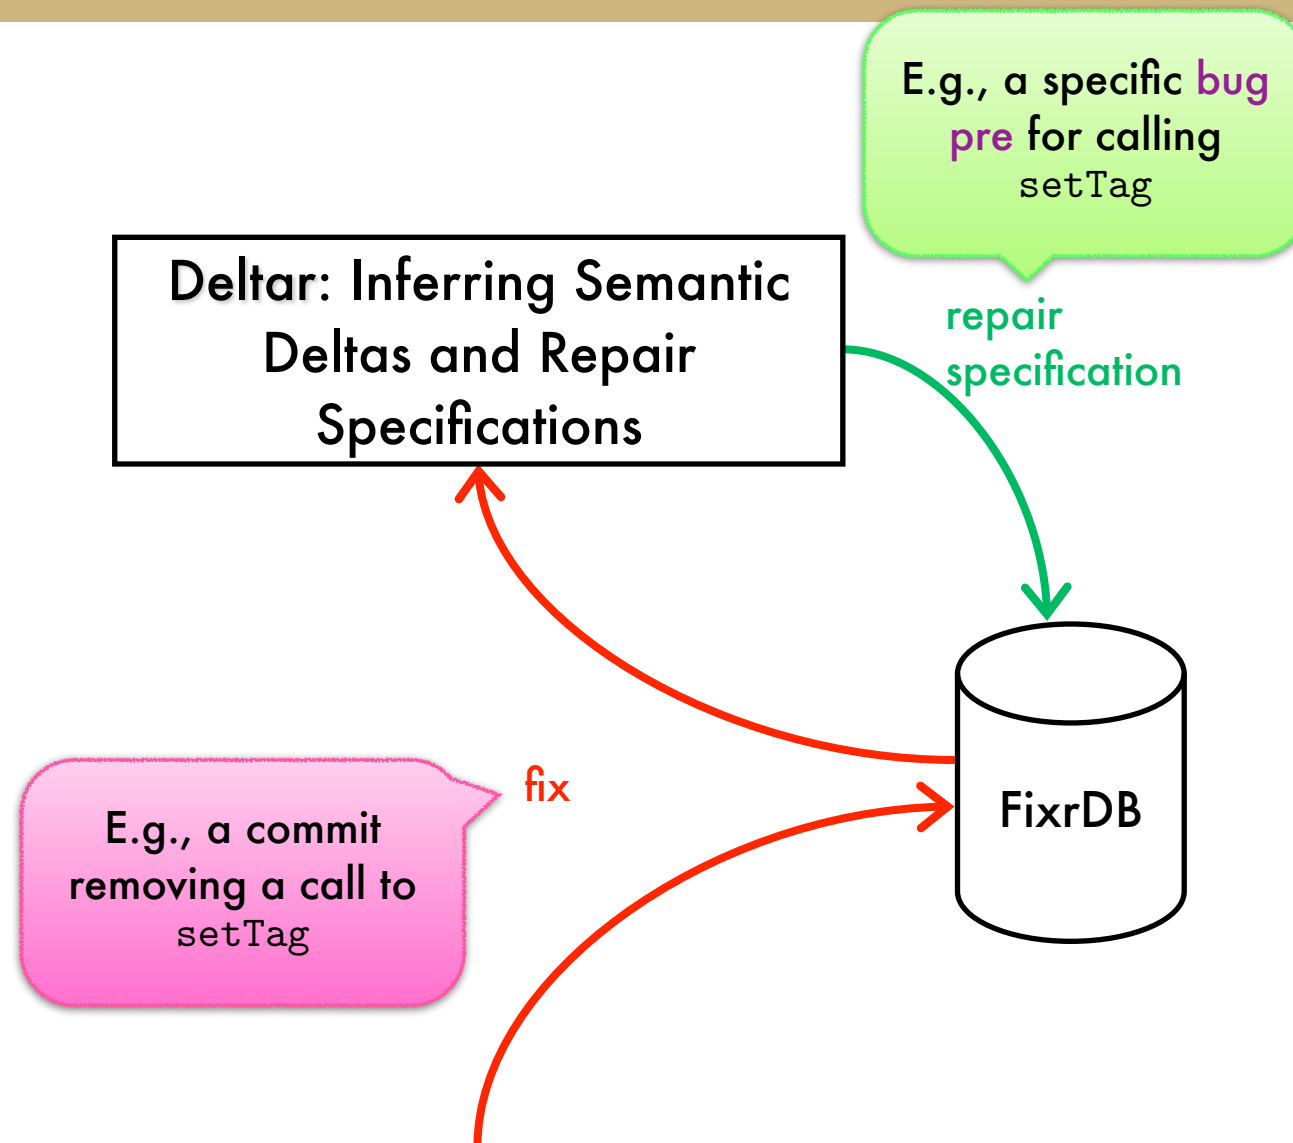 E.g., a specific bug
pre for calling
setTag
Deltar: Inferring Semantic
Deltas and Repair
Specifications
repair
specification
fix
E.g., a commit
removing a call to
setTag
FixrDB